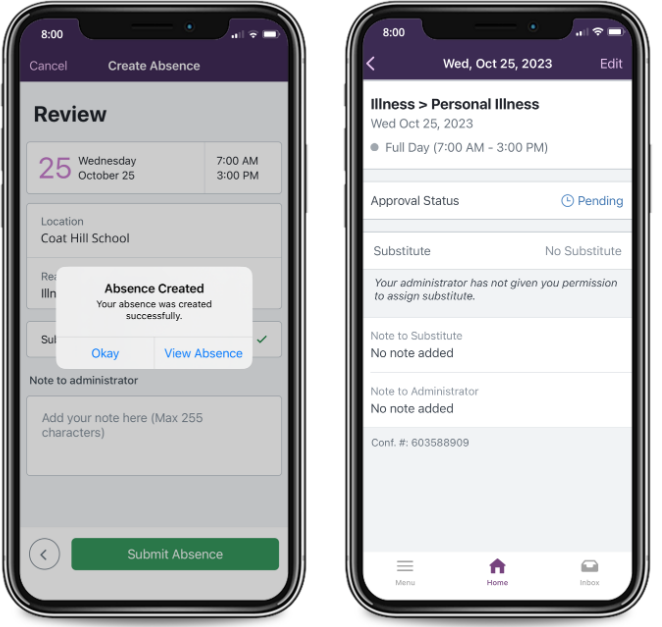 8:00
Cancel
Create Absence
Review
25
Wednesday
October 25
7:00 AM
3:00 PM
Location
Coat Hill School
Rea
Illn
Absence Created
Your absence was created
successfully.
Okay
View Absence
Sul
Note to administrator
Add your note here (Max 255
characters)
Submit Absence
8:00
Wed, Oct 25, 2023
Edit
Illness > Personal Illness
Wed Oct 25, 2023
Full Day (7:00 AM - 3:00 PM)
Approval Status
Pending
Substitute
No Substitute
Your administrator has not given you permission
to assign substitute.
Note to Substitute
No note added
Note to Administrator
No note added
Conf. #: 603588909
Menu
Home
Inbox